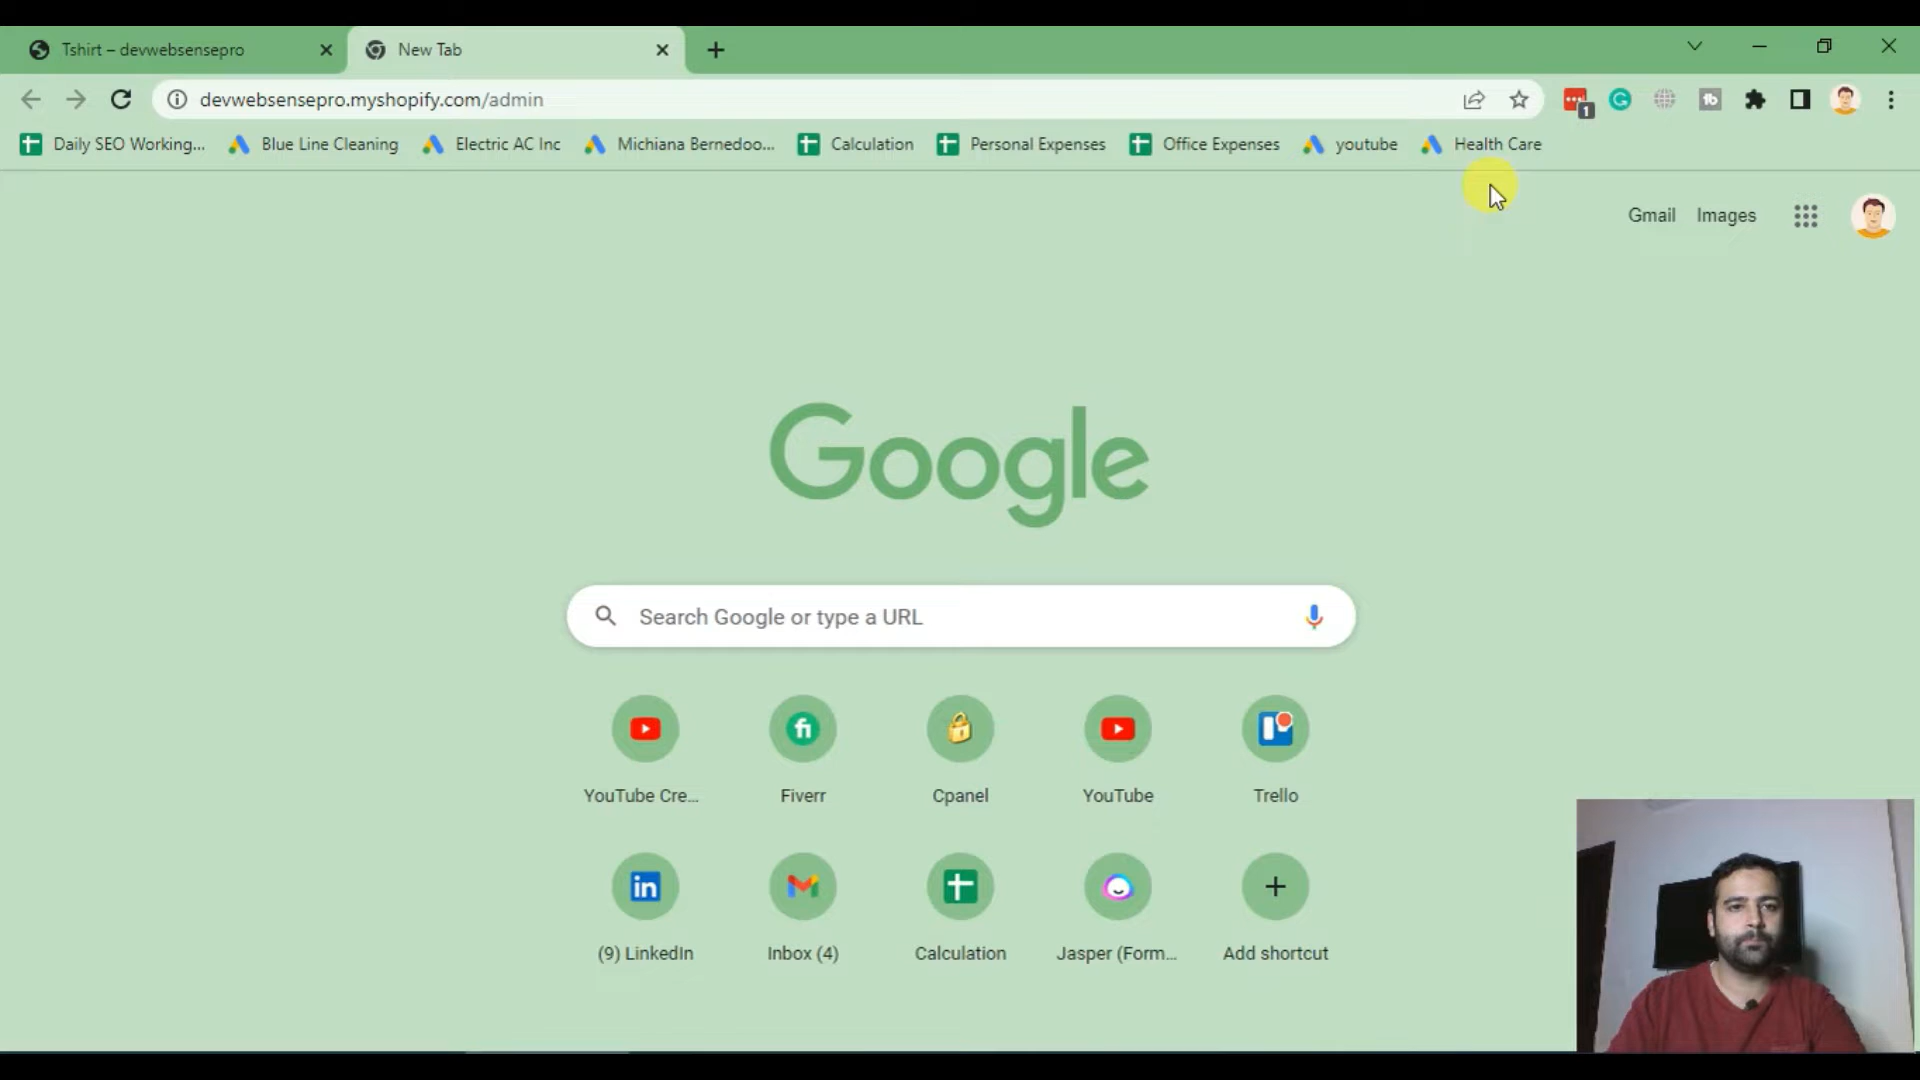 Tshirt – devwebsensepro
New Tab
devwebsensepro.myshopify.com/admin
1
Daily SEO Working...
Blue Line Cleaning
Electric AC Inc
Michiana Bernedoo...
Calculation
Personal Expenses
Office Expenses
youtube
Health Care
Gmail
Images
Google
Search Google or type a URL
YouTube Cre...
Fiverr
Cpanel
YouTube
Trello
(9) LinkedIn
Inbox (4)
Calculation
Jasper (Form...
Add shortcut